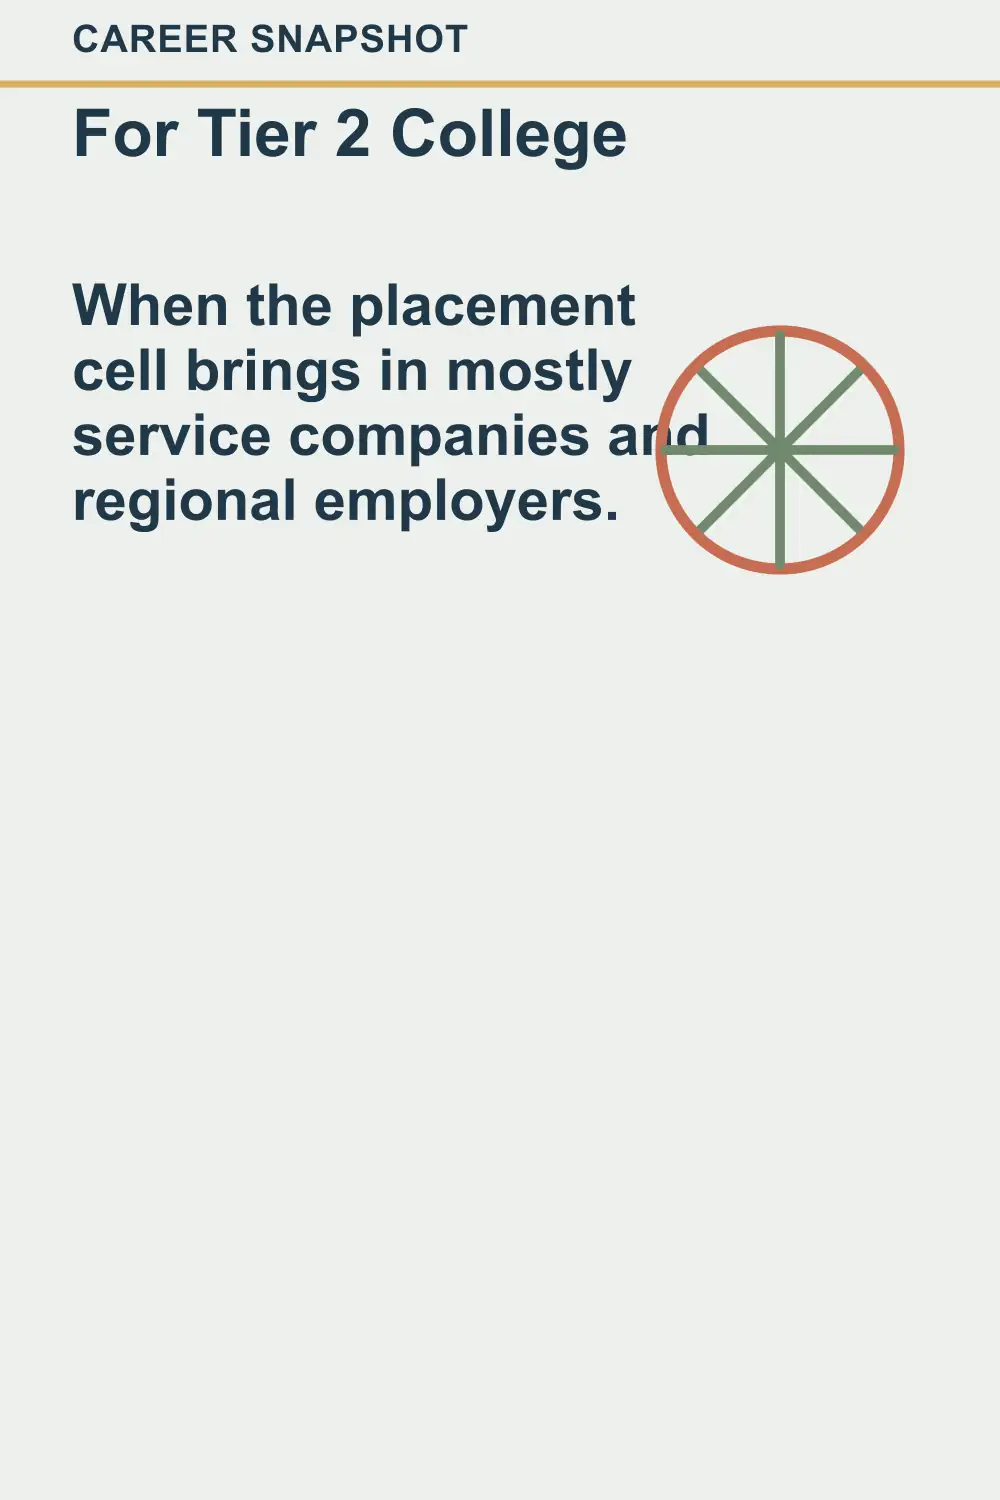 CAREER SNAPSHOT
For Tier 2 College
When the placement
cell brings in mostly
service companies and
regional employers.